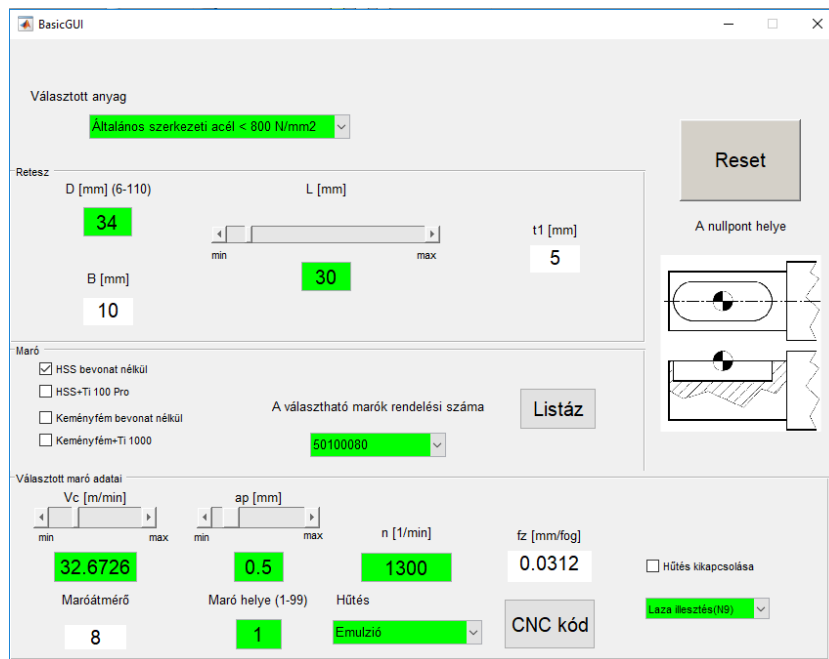 BasicGUI
Választott anyag
Általános szerkezeti acél < 800 N/mm2
Reset
A nullpont helye
Retesz
D [mm] (6-110)
L [mm]
34
min
max
30
t1 [mm]
5
B [mm]
10
Maró
HSS bevonat nélkül
HSS+Ti 100 Pro
Keményfém bevonat nélkül
Keményfém+Ti 1000
A választható marók rendelési száma
50100080
Listáz
Választott maró adatai
Vc [m/min]
ap [mm]
n [1/min]
fz [mm/fog]
min
max
min
max
32.6726
0.5
1300
0.0312
Hűtés kikapcsolása
Maróátmérő
Maró helye (1-99)
Hűtés
8
1
Emulzió
CNC kód
Laza illesztés(N9)